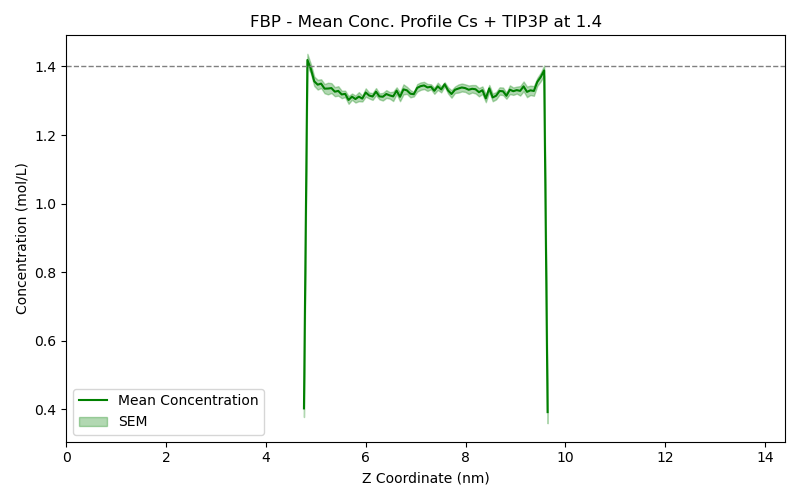 FBP - Mean Conc. Profile Cs + TIP3P at 1.4
Concentration (mol/L)
1.4
1.2
1.0
0.8
0.6
0.4
Mean Concentration
SEM
0 2 4 6 8 10 12 14
Z Coordinate (nm)